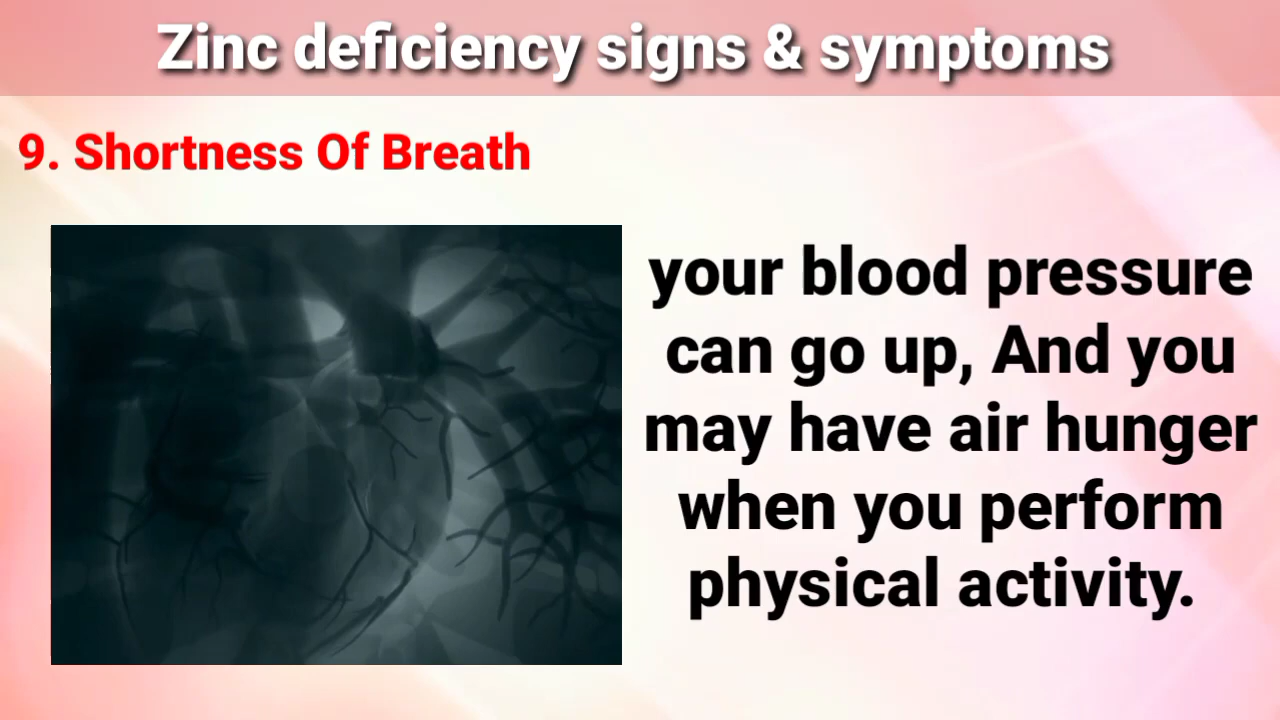 Zinc deficiency signs & symptoms
9. Shortness Of Breath
your blood pressure
can go up, And you
may have air hunger
when you perform
physical activity.